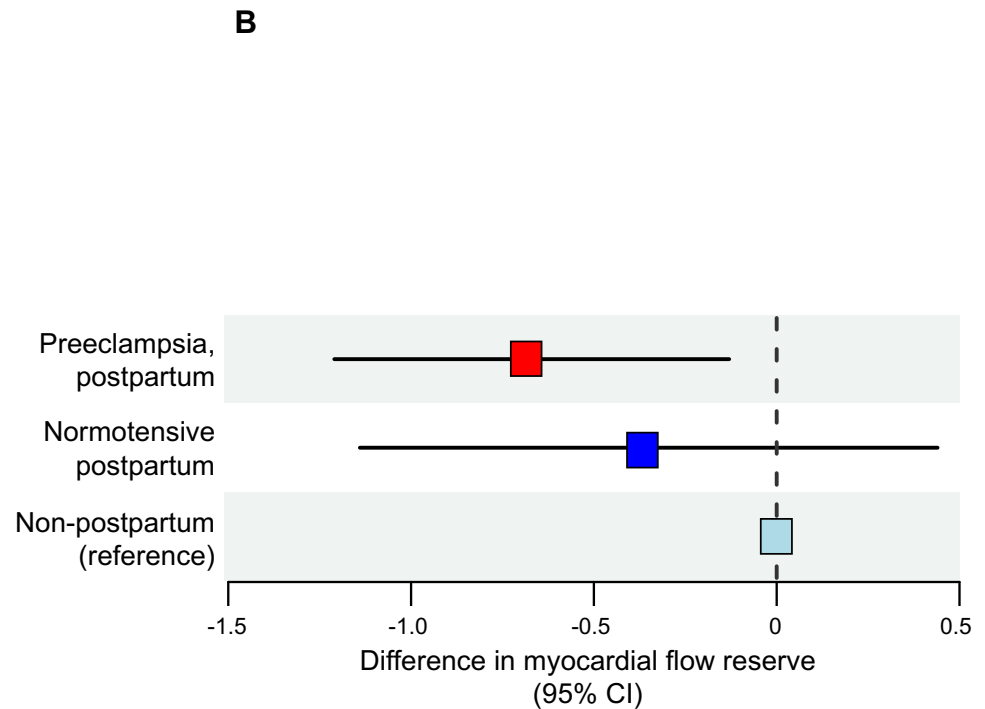 B
Preeclampsia,
postpartum
Normotensive
postpartum
Non-postpartum
(reference)
-1.5 -1.0 -0.5 0 0.5
Difference in myocardial flow reserve
(95% CI)